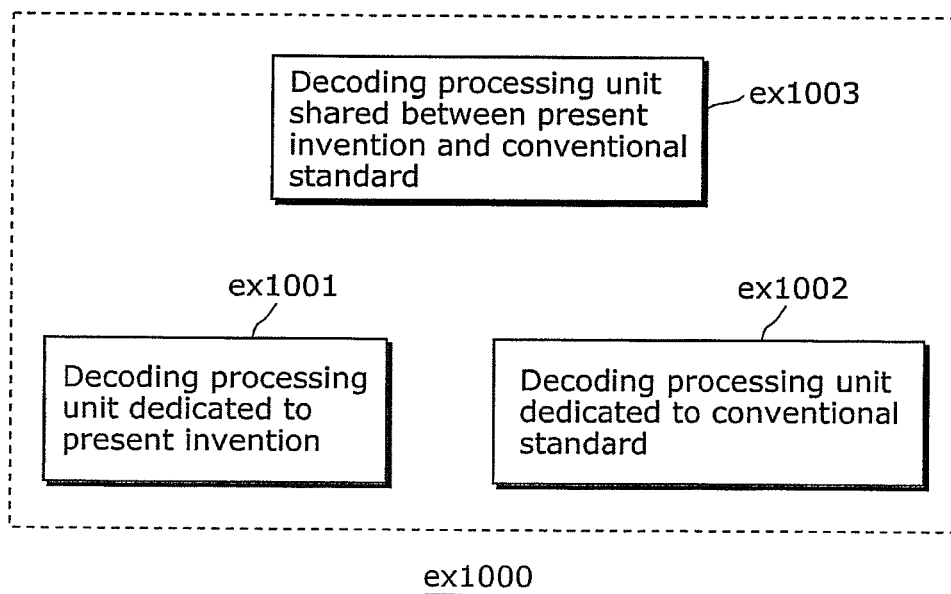 Decoding processing unit
shared between present
invention and conventional
standard
ex1003
ex1001
Decoding processing
unit dedicated to
present invention
ex1002
Decoding processing unit
dedicated to conventional
standard
ex1000